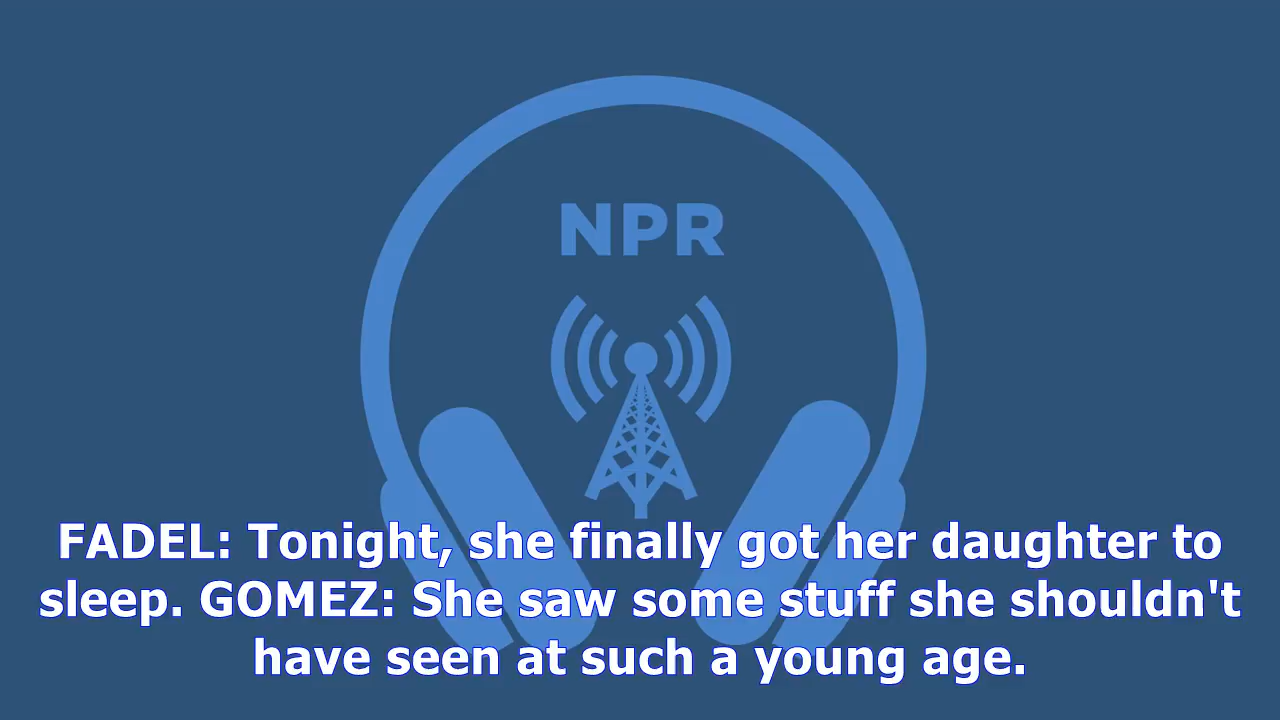 NPR
FADEL: Tonight, she finally got her daughter to
sleep. GOMEZ: She saw some stuff she shouldn't
have seen at such a young age.